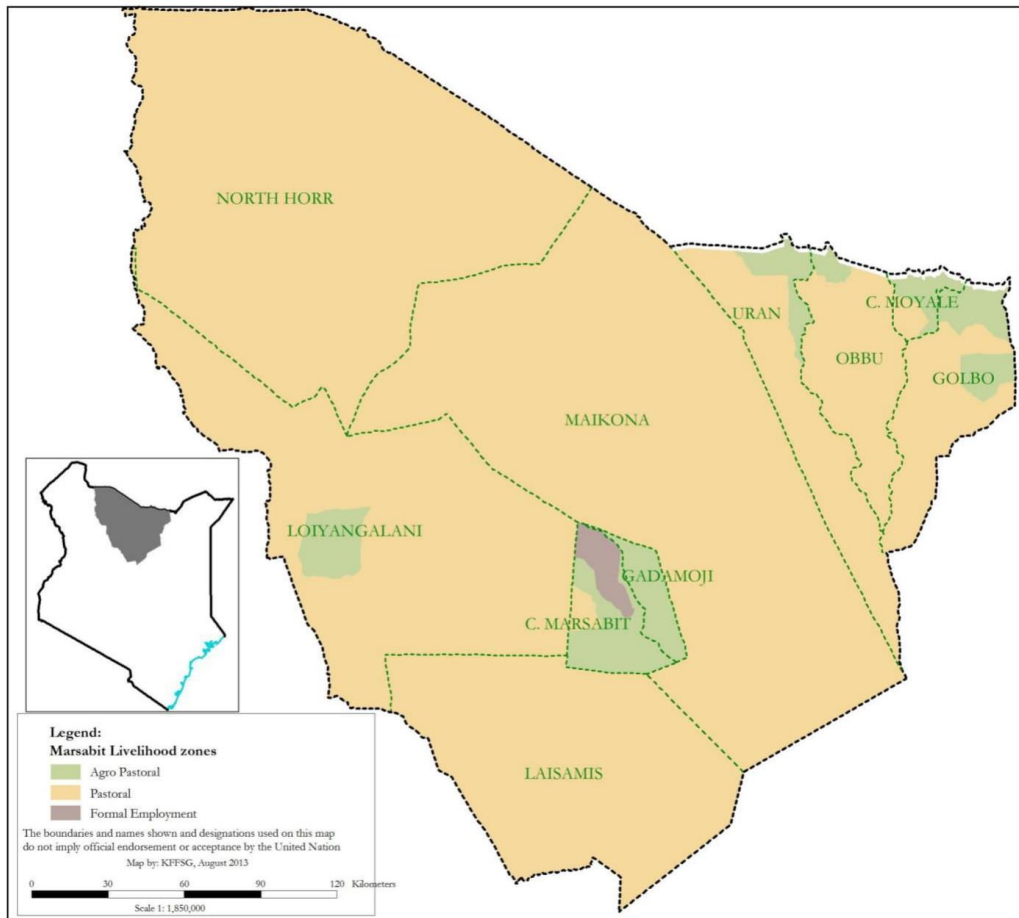 NORTH HORR
C. MOYALE
URAN
OBBU
GOLBO
MAIKONA
LOIYANGALANI
GADAMOJI
C. MARSABIT
LAISAMIS
Legend:
Marsabit Livelihood zones
Agro Pastoral
Pastoral
Formal Employment
The boundaries and names shown and designations used on this map
do not imply official endorsement or acceptance by the United Nation
Map by: KFFSG, August 2013
0 30 60 90 120 Kilometers
Scale 1: 1,850,000